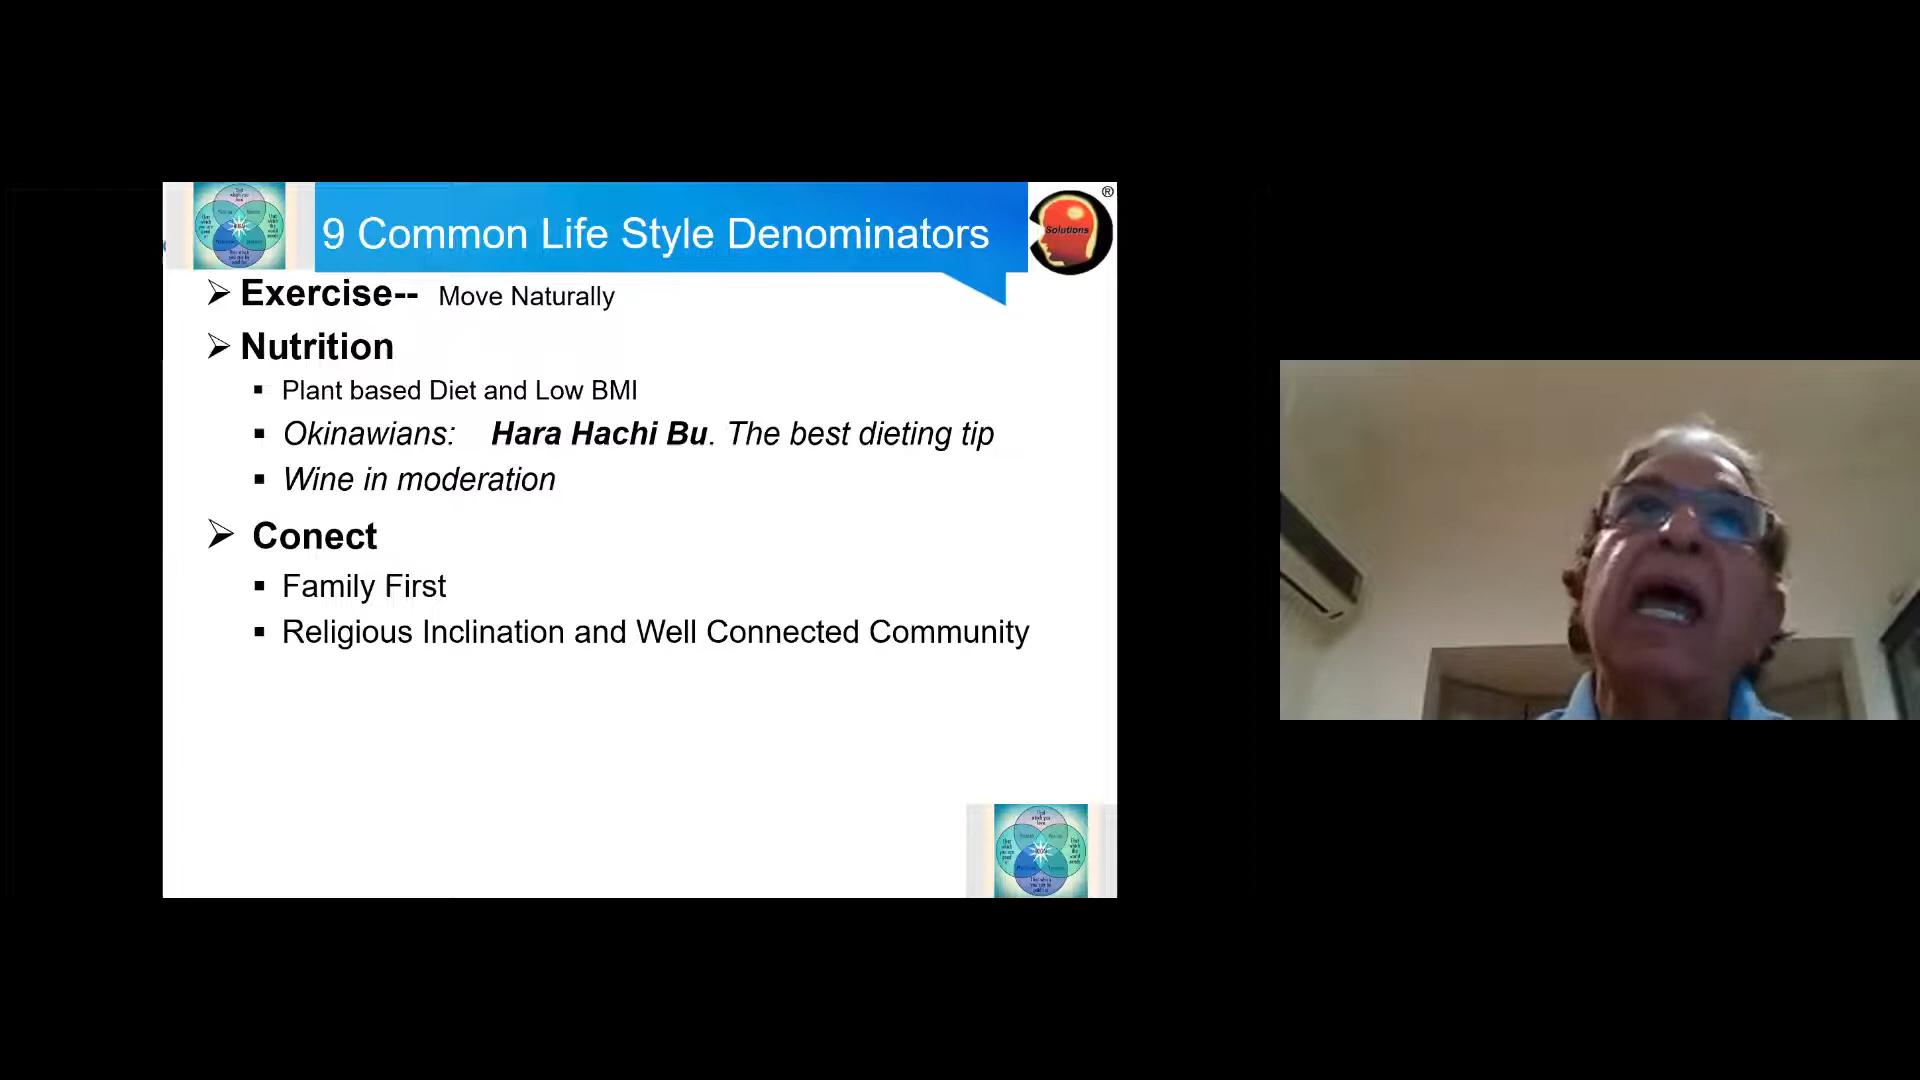 9 Common Life Style Denominators
®
Solutions
Exercise-- Move Naturally
Nutrition
Plant based Diet and Low BMI
Okinawians: Hara Hachi Bu. The best dieting tip
Wine in moderation
Conect
Family First
Religious Inclination and Well Connected Community